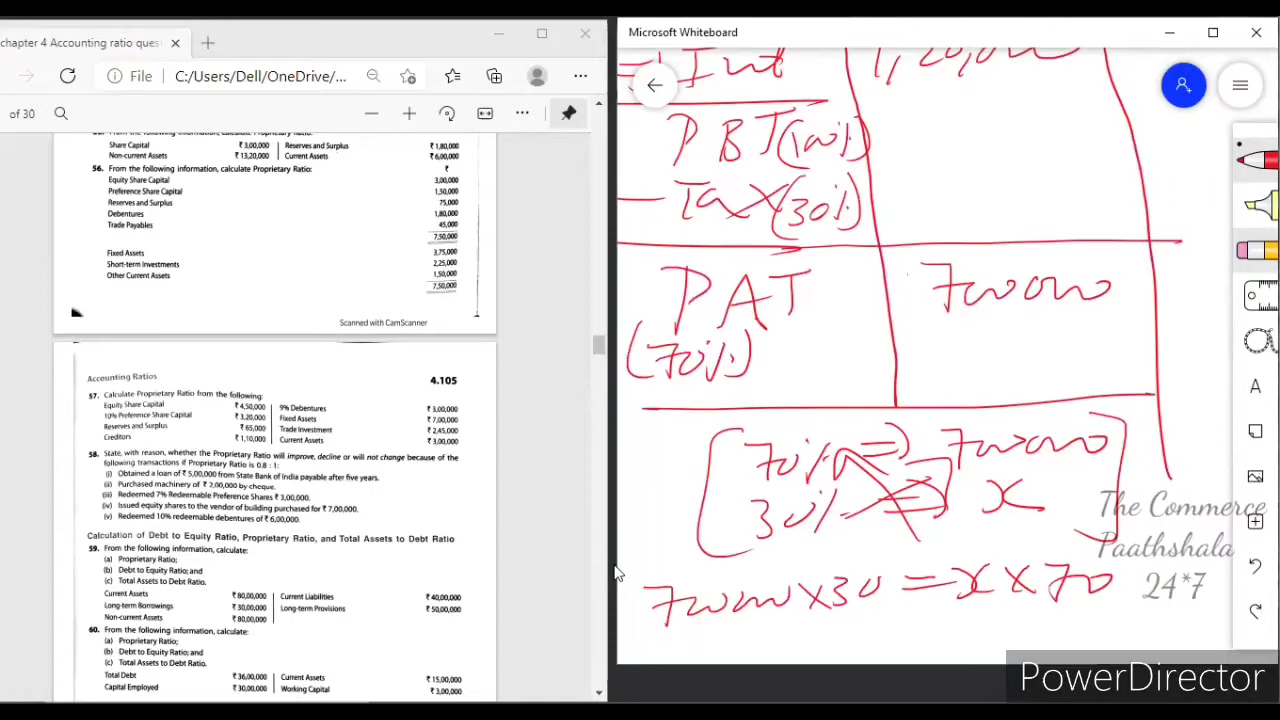 chapter 4 Accounting ratio ques
File C:/Users/Dell/OneDrive/...
of 30
55. From the following information, calculate Proprietary Ratio:
Share Capital ₹ 3,00,000 Reserves and Surplus ₹ 1,80,000
Non-current Assets ₹ 13,20,000 Current Assets ₹ 6,00,000
56. From the following information, calculate Proprietary Ratio: ₹
Equity Share Capital 3,00,000
Preference Share Capital 1,50,000
Reserves and Surplus 75,000
Debentures 1,80,000
Trade Payables 45,000
7,50,000
Fixed Assets 3,75,000
Short-term Investments 2,25,000
Other Current Assets 1,50,000
7,50,000
Scanned with CamScanner
Accounting Ratios 4.105
57. Calculate Proprietary Ratio from the following:
Equity Share Capital ₹ 4,50,000 9% Debentures ₹ 3,00,000
10% Preference Share Capital ₹ 3,20,000 Fixed Assets ₹ 7,00,000
Reserves and Surplus ₹ 65,000 Trade Investment ₹ 2,45,000
Creditors ₹ 1,10,000 Current Assets ₹ 3,00,000
58. State, with reason, whether the Proprietary Ratio will improve, decline or will not change because of the
following transactions if Proprietary Ratio is 0.8 : 1:
(i) Obtained a loan of ₹ 5,00,000 from State Bank of India payable after five years.
(ii) Purchased machinery of ₹ 2,00,000 by cheque.
(iii) Redeemed 7% Redeemable Preference Shares ₹ 3,00,000.
(iv) Issued equity shares to the vendor of building purchased for ₹ 7,00,000.
(v) Redeemed 10% redeemable debentures of ₹ 6,00,000.
Calculation of Debt to Equity Ratio, Proprietary Ratio, and Total Assets to Debt Ratio
59. From the following information, calculate:
(a) Proprietary Ratio;
(b) Debt to Equity Ratio; and
(c) Total Assets to Debt Ratio.
Current Assets ₹ 80,00,000 Current Liabilities ₹ 40,00,000
Long-term Borrowings ₹ 30,00,000 Long-term Provisions ₹ 50,00,000
Non-current Assets ₹ 80,00,000
60. From the following information, calculate:
(a) Proprietary Ratio;
(b) Debt to Equity Ratio; and
(c) Total Assets to Debt Ratio.
Total Debt ₹ 36,00,000 Current Assets ₹ 15,00,000
Capital Employed ₹ 30,00,000 Working Capital ₹ 3,00,000
Microsoft Whiteboard
Int 1,20,000
PBT (100%)
— Tax (30%)
PAT 700000
(70%)
70% => 700000
30% => x
700000 x 30 = x x 70
The Commerce
Paathshala
24*7
PowerDirector